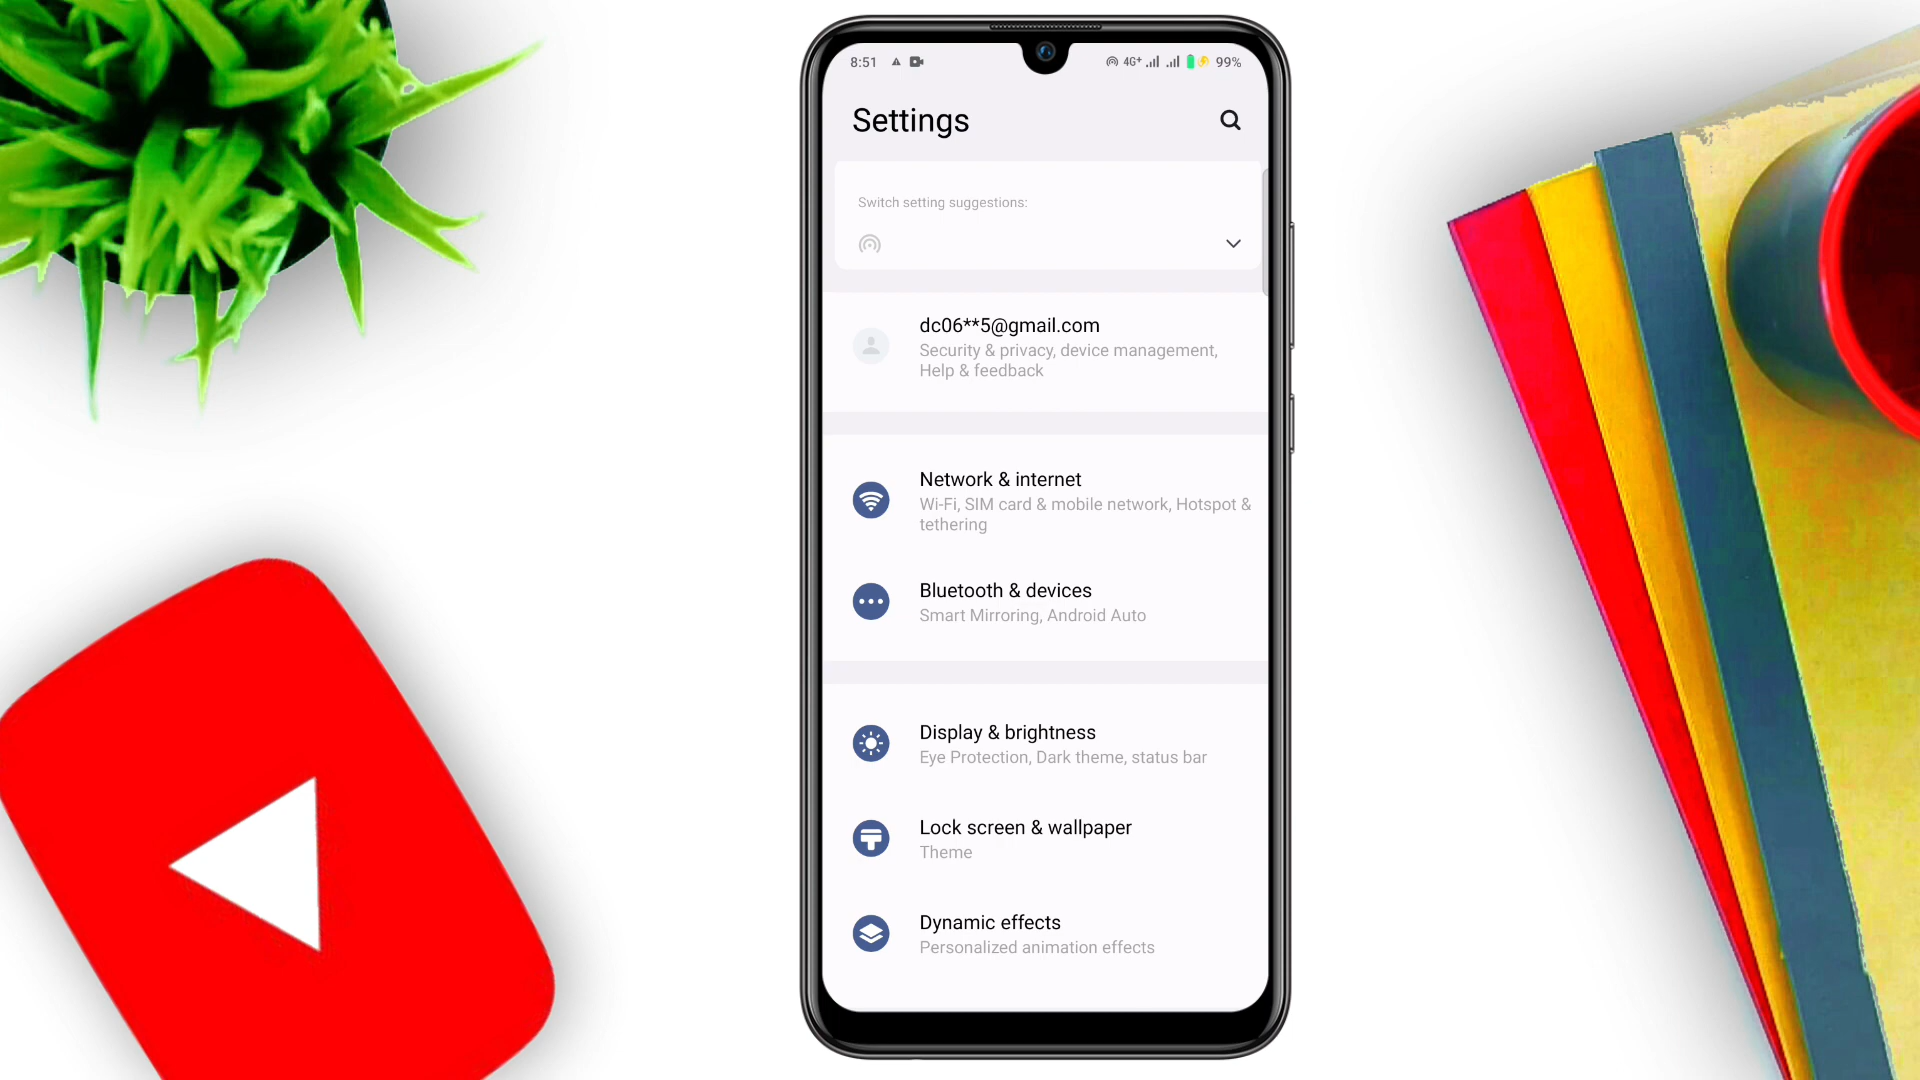 8:51 4G+ 99%
Settings
Switch setting suggestions:
dc06**5@gmail.com
Security & privacy, device management,
Help & feedback
Network & internet
Wi-Fi, SIM card & mobile network, Hotspot &
tethering
Bluetooth & devices
Smart Mirroring, Android Auto
Display & brightness
Eye Protection, Dark theme, status bar
Lock screen & wallpaper
Theme
Dynamic effects
Personalized animation effects